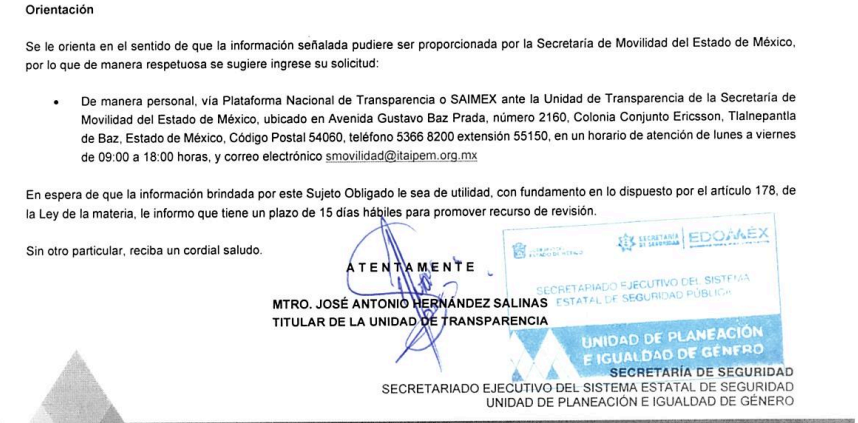 Orientación
Se le orienta en el sentido de que la información señalada pudiere ser proporcionada por la Secretaría de Movilidad del Estado de México,
por lo que de manera respetuosa se sugiere ingrese su solicitud:
• De manera personal, vía Plataforma Nacional de Transparencia o SAIMEX ante la Unidad de Transparencia de la Secretaría de
Movilidad del Estado de México, ubicado en Avenida Gustavo Baz Prada, número 2160, Colonia Conjunto Ericsson, Tlalnepantla
de Baz, Estado de México, Código Postal 54060, teléfono 5366 8200 extensión 55150, en un horario de atención de lunes a viernes
de 09:00 a 18:00 horas, y correo electrónico smovilidad@itaipem.org.mx
En espera de que la información brindada por este Sujeto Obligado le sea de utilidad, con fundamento en lo dispuesto por el artículo 178, de
la Ley de la materia, le informo que tiene un plazo de 15 días hábiles para promover recurso de revisión.
Sin otro particular, reciba un cordial saludo.
ATENTAMENTE
MTRO. JOSÉ ANTONIO HERNÁNDEZ SALINAS
TITULAR DE LA UNIDAD DE TRANSPARENCIA
SECRETARÍA
DE SEGURIDAD
EDOMÉX
SECRETARIADO EJECUTIVO DEL SISTEMA
ESTATAL DE SEGURIDAD PÚBLICA
UNIDAD DE PLANEACIÓN
E IGUALDAD DE GÉNERO
SECRETARÍA DE SEGURIDAD
SECRETARIADO EJECUTIVO DEL SISTEMA ESTATAL DE SEGURIDAD
UNIDAD DE PLANEACIÓN E IGUALDAD DE GÉNERO